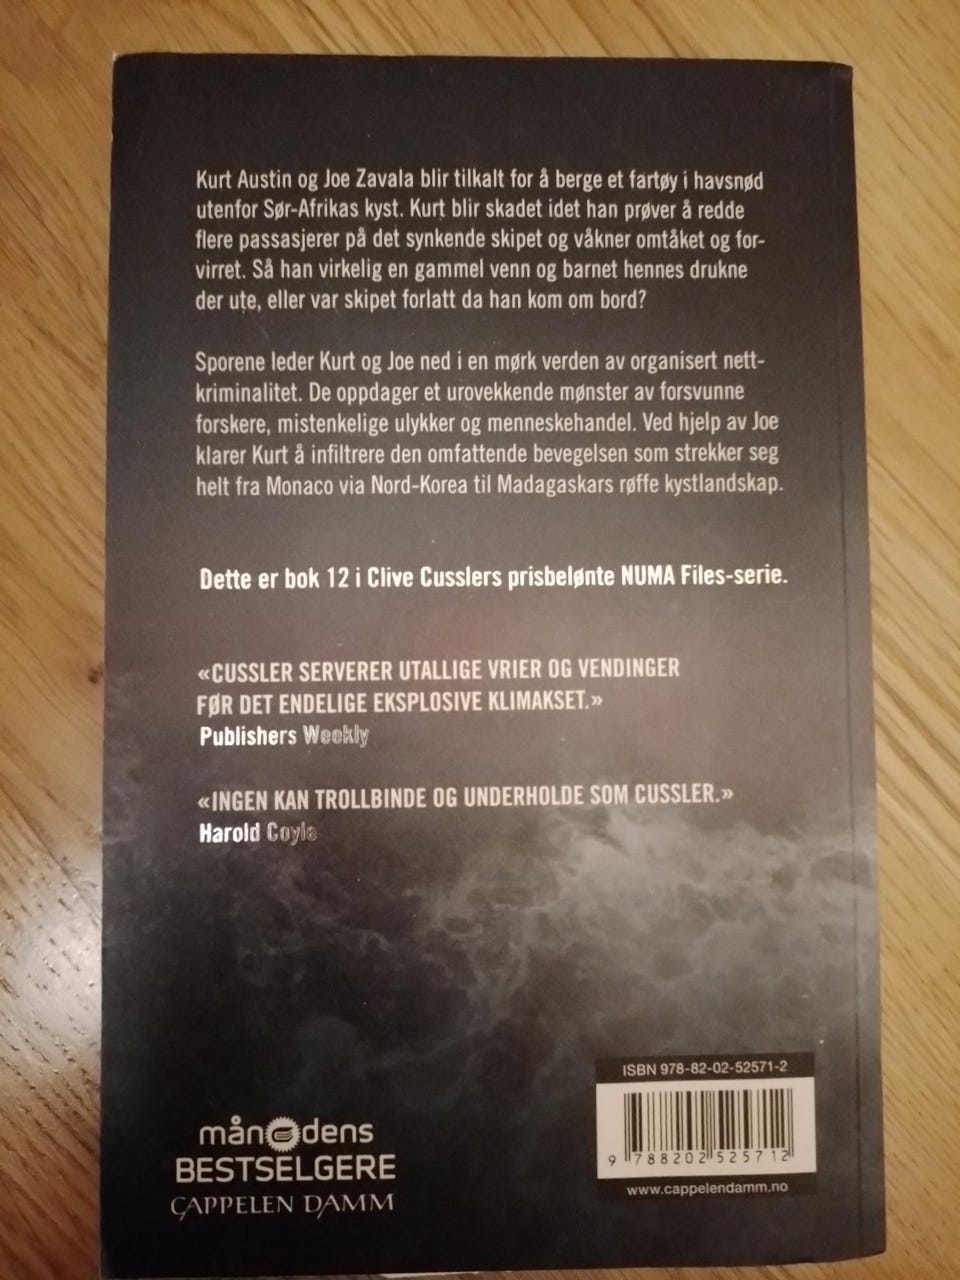 Kurt Austin og Joe Zavala blir tilkalt for å berge et fartøy i havsnød
utenfor Sør-Afrikas kyst. Kurt blir skadet idet han prøver å redde
flere passasjerer på det synkende skipet og våkner omtåket og for-
virret. Så han virkelig en gammel venn og barnet hennes drukne
der ute, eller var skipet forlatt da han kom om bord?
Sporene leder Kurt og Joe ned i en mørk verden av organisert nett-
kriminalitet. De oppdager et urovekkende mønster av forsvunne
forskere, mistenkelige ulykker og menneskehandel. Ved hjelp av Joe
klarer Kurt å infiltrere den omfattende bevegelsen som strekker seg
helt fra Monaco via Nord-Korea til Madagaskars røffe kystlandskap.
Dette er bok 12 i Clive Cusslers prisbelønte NUMA Files-serie.
«CUSSLER SERVERER UTALLIGE VRIER OG VENDINGER
FØR DET ENDELIGE EKSPLOSIVE KLIMAKSET.»
Publishers Weekly
«INGEN KAN TROLLBINDE OG UNDERHOLDE SOM CUSSLER.»
Harold Coyle
månedens
BESTSELGERE
CAPPELEN DAMM
ISBN 978-82-02-52571-2
9 788202 525712
www.cappelendamm.no